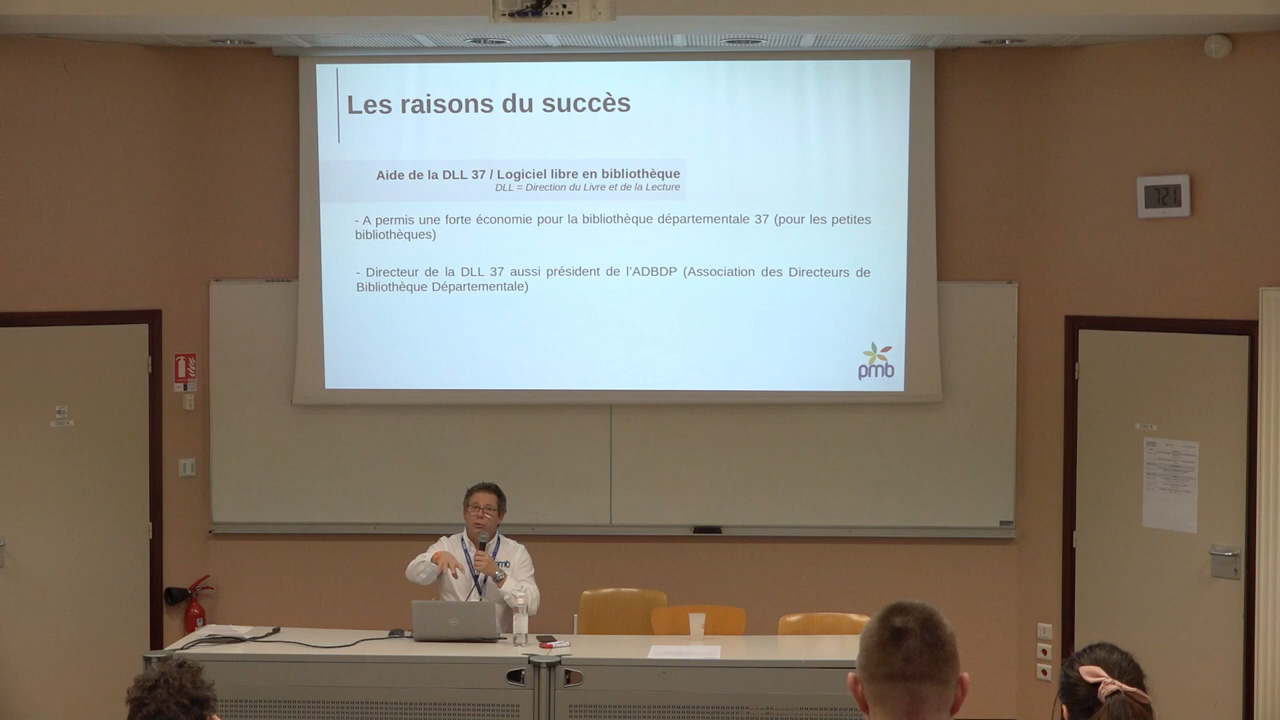 Les raisons du succès
Aide de la DLL 37 / Logiciel libre en bibliothèque
DLL = Direction du Livre et de la Lecture
- A permis une forte économie pour la bibliothèque départementale 37 (pour les petites
bibliothèques)
- Directeur de la DLL 37 aussi président de l'ADBDP (Association des Directeurs de
Bibliothèque Départementale)
pmb
pmb